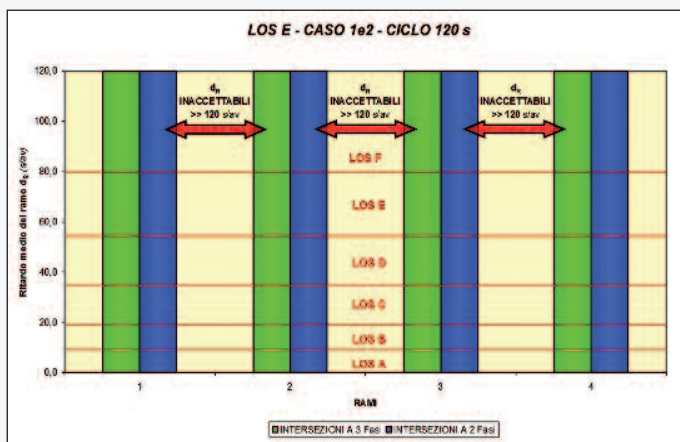 LOS E - CASO 1e2 - CICLO 120 s
Ritardo medio del ramo dR (s/av)
120,0
100,0
80,0
60,0
40,0
20,0
0,0
dR
INACCETTABILI
>> 120 s/av
dR
INACCETTABILI
>> 120 s/av
dR
INACCETTABILI
>> 120 s/av
LOS F
LOS E
LOS D
LOS C
LOS B
LOS A
1
2
3
4
RAMI
INTERSEZIONI A 3 Fasi
INTERSEZIONI A 2 Fasi